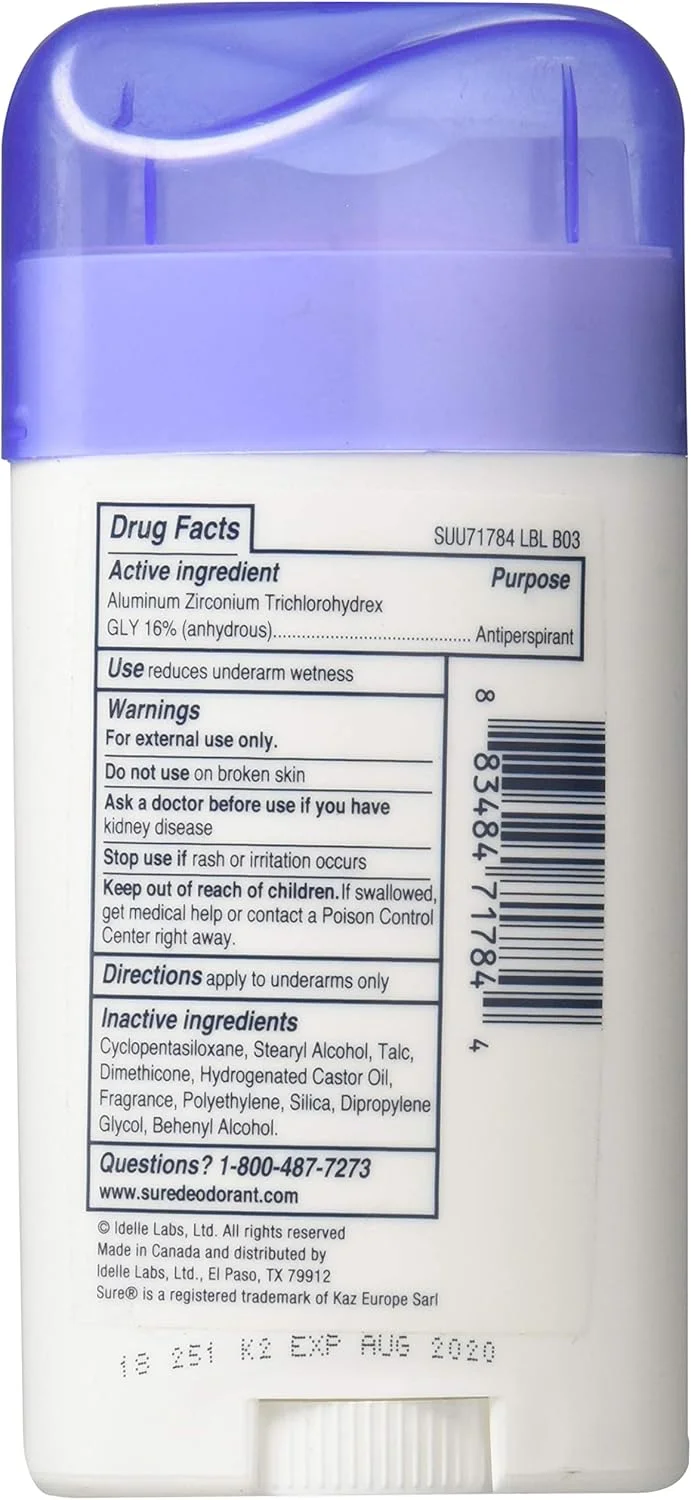 Drug Facts
SUU71784 LBL B03
Active ingredient Purpose
Aluminum Zirconium Trichlorohydrex
GLY 16% (anhydrous)............................................ Antiperspirant
Use reduces underarm wetness
Warnings
For external use only.
Do not use on broken skin
Ask a doctor before use if you have
kidney disease
Stop use if rash or irritation occurs
Keep out of reach of children. If swallowed,
get medical help or contact a Poison Control
Center right away.
Directions apply to underarms only
Inactive ingredients
Cyclopentasiloxane, Stearyl Alcohol, Talc,
Dimethicone, Hydrogenated Castor Oil,
Fragrance, Polyethylene, Silica, Dipropylene
Glycol, Behenyl Alcohol.
Questions? 1-800-487-7273
www.suredeodorant.com
8 83484 71784 4
© Idelle Labs, Ltd. All rights reserved
Made in Canada and distributed by
Idelle Labs, Ltd., El Paso, TX 79912
Sure® is a registered trademark of Kaz Europe Sarl
18 251 K2 EXP AUG 2020